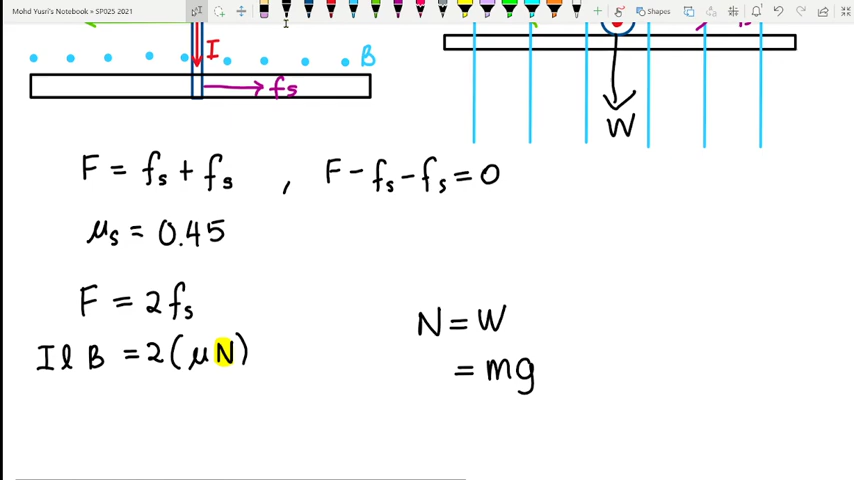 Mohd Yusri's Notebook • SP025 2021
Shapes
I
B
fs
W
F = fs + fs , F - fs - fs = 0
μs = 0.45
F = 2fs
I l B = 2(μN)
N = W
= mg